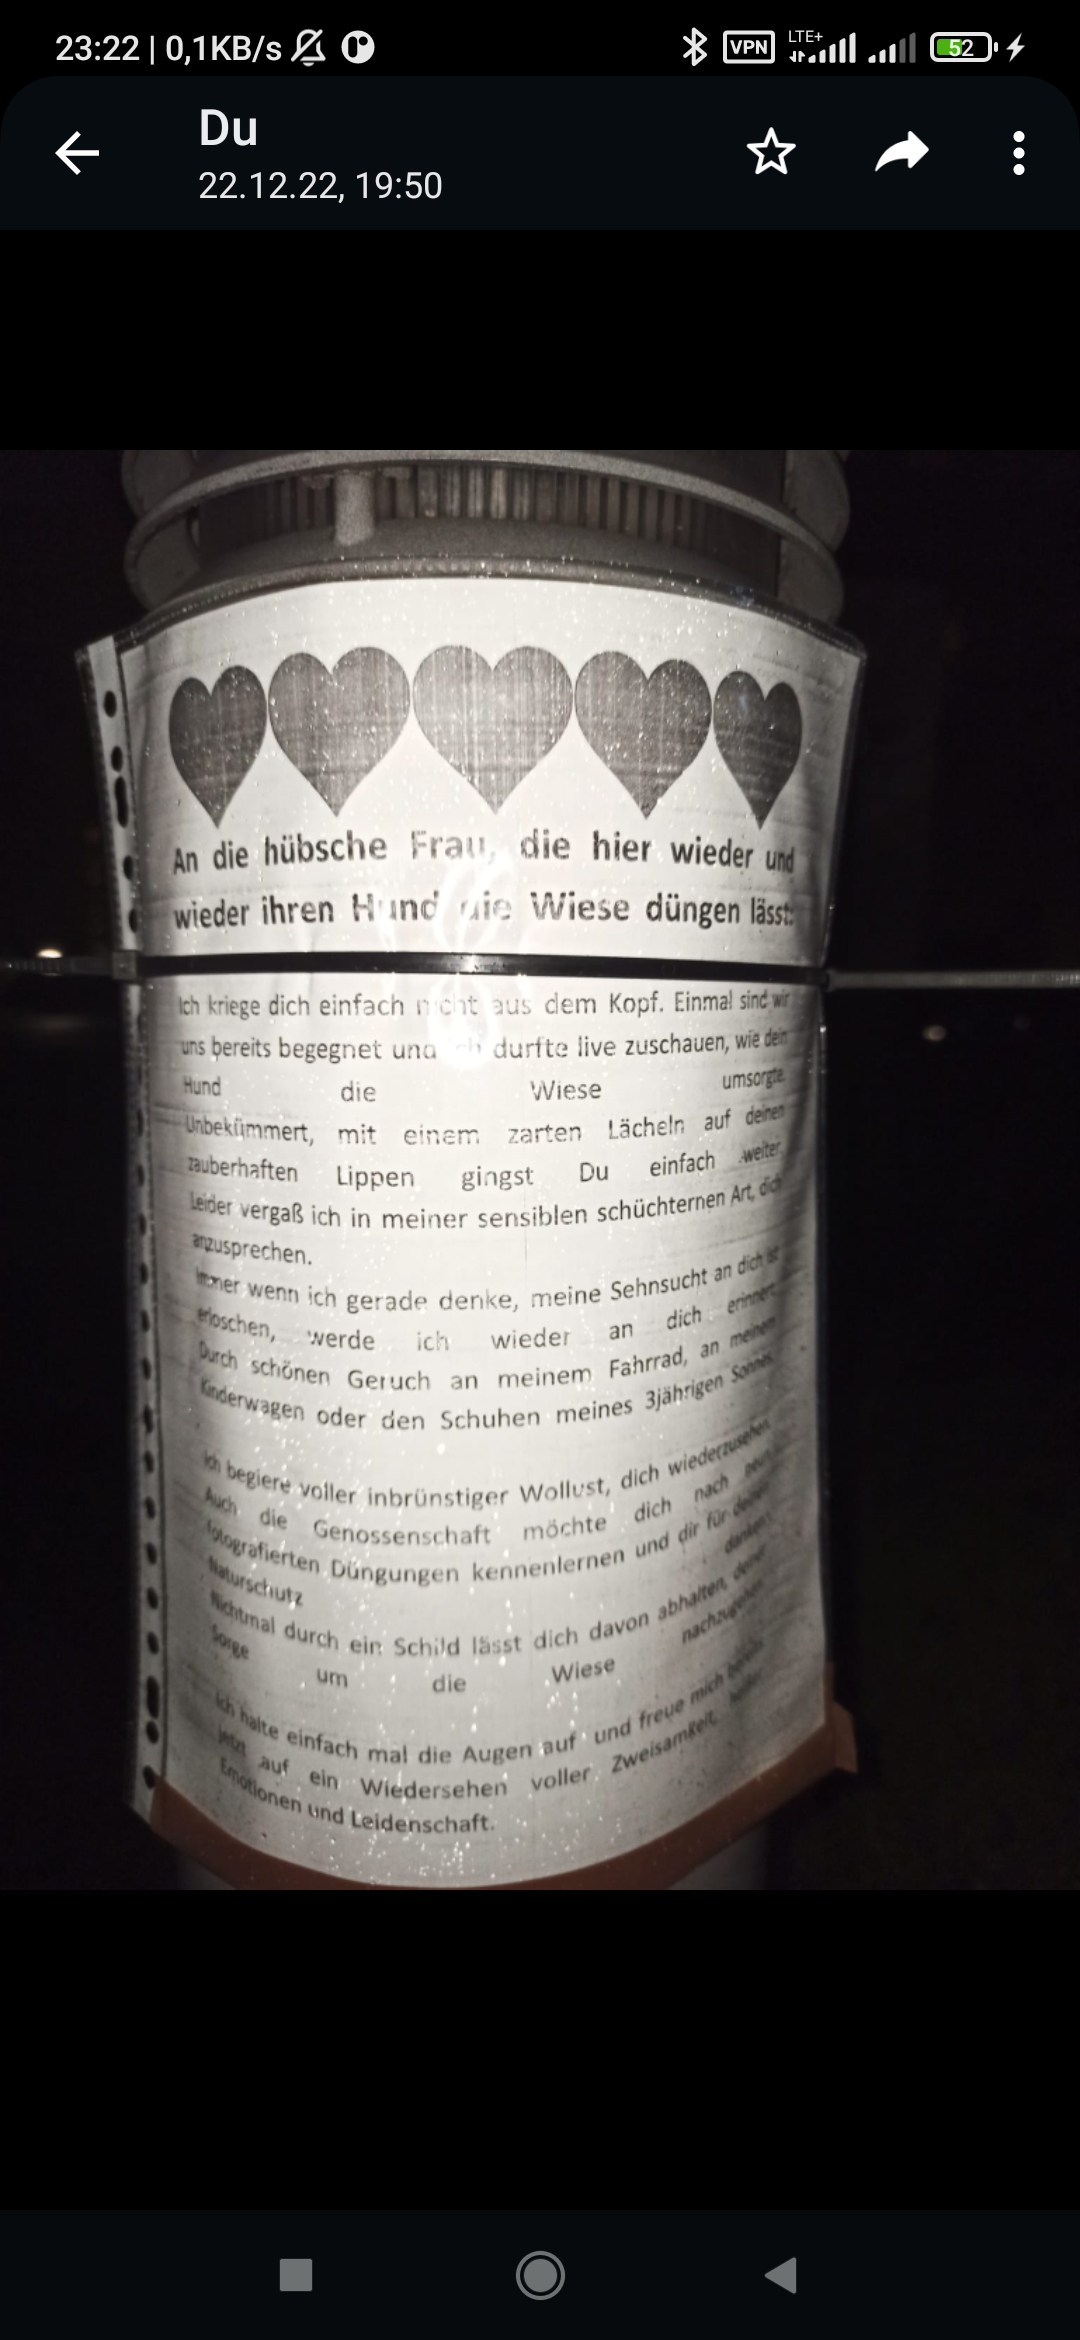 23:22 | 0,1KB/s
VPN
LTE+
52
Du
22.12.22, 19:50
An die hübsche Frau, die hier wieder und
wieder ihren Hund die Wiese düngen lässt:
Ich kriege dich einfach nicht aus dem Kopf. Einmal sind wir
uns bereits begegnet und ich durfte live zuschauen, wie dein
Hund die Wiese umsorgte.
Unbekümmert, mit einem zarten Lächeln auf deinen
zauberhaften Lippen gingst Du einfach weiter.
Leider vergaß ich in meiner sensiblen schüchternen Art, dich
anzusprechen.
Immer wenn ich gerade denke, meine Sehnsucht an dich ist
erloschen, werde ich wieder an dich erinnert.
Durch schönen Geruch an meinem Fahrrad, an meinem
Kinderwagen oder den Schuhen meines 3jährigen Sohnes.
Ich begiere voller inbrünstiger Wollust, dich wiederzusehen.
Auch die Genossenschaft möchte dich nach neun
fotografierten Düngungen kennenlernen und dir für deinen
Naturschutz danken.
Nichtmal durch ein Schild lässt dich davon abhalten, deiner
Sorge um die Wiese nachzugehen.
Ich halte einfach mal die Augen auf und freue mich bereits
jetzt auf ein Wiedersehen voller Zweisamkeit,
Emotionen und Leidenschaft.